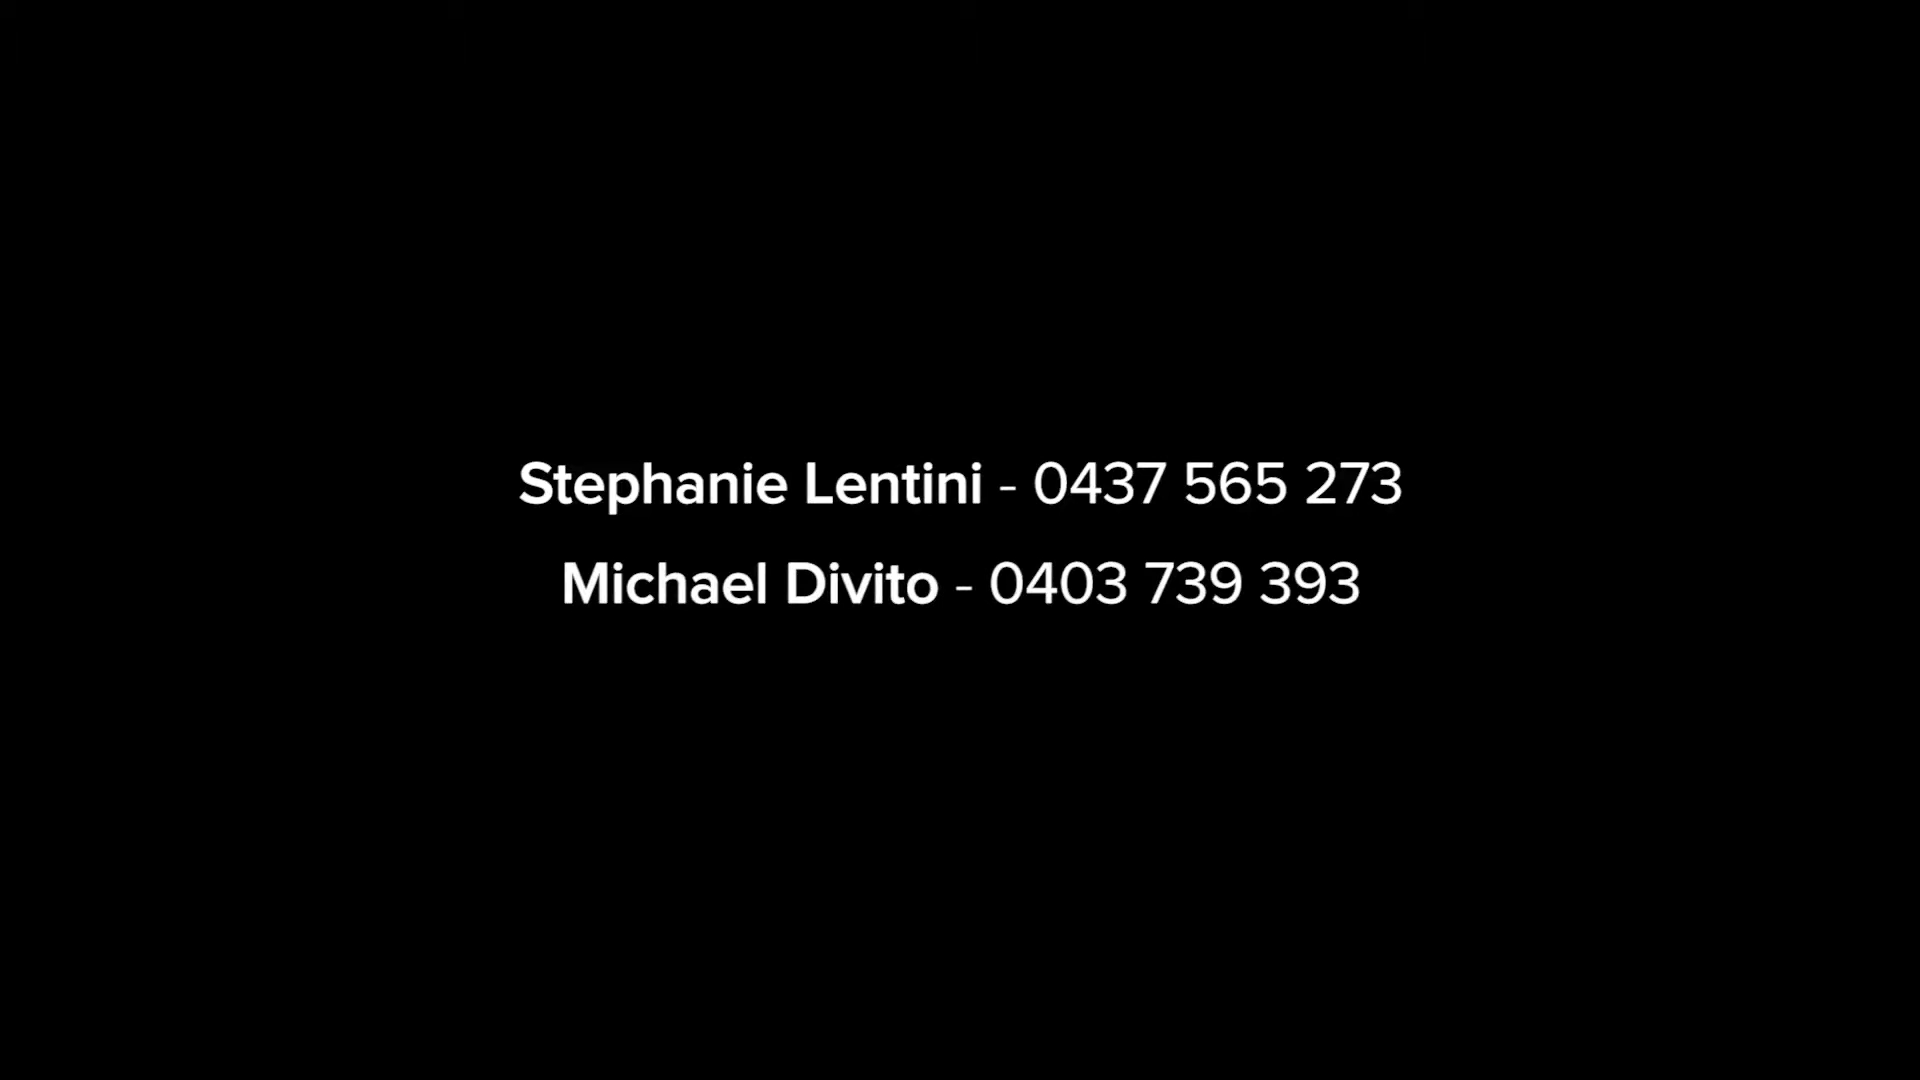 Stephanie Lentini - 0437 565 273
Michael Divito - 0403 739 393